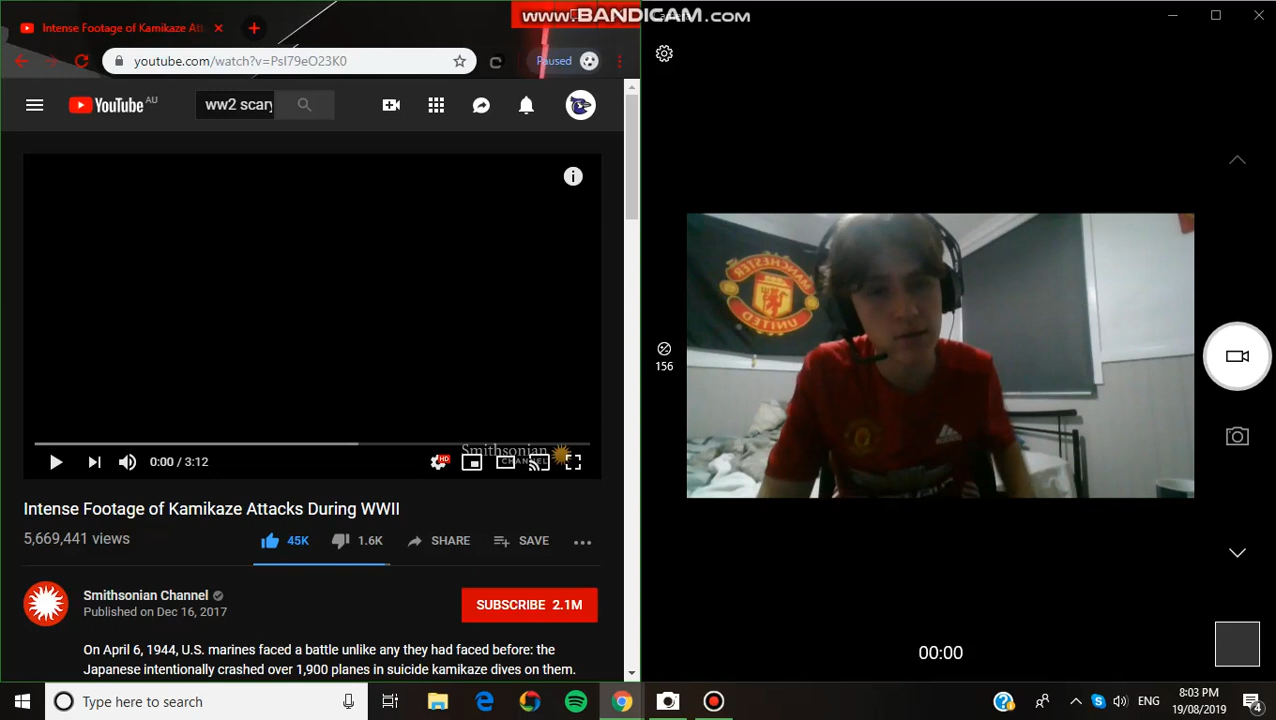 www.BANDICAM.com
Intense Footage of Kamikaze Att
youtube.com/watch?v=PsI79eO23K0
Paused
YouTube AU
ww2 scary
Smithsonian
CHANNEL
0:00 / 3:12
HD
Intense Footage of Kamikaze Attacks During WWII
5,669,441 views
45K
1.6K
SHARE
SAVE
Smithsonian Channel
Published on Dec 16, 2017
SUBSCRIBE 2.1M
On April 6, 1944, U.S. marines faced a battle unlike any they had faced before: the
Japanese intentionally crashed over 1,900 planes in suicide kamikaze dives on them.
156
MANCHESTER
UNITED
adidas
00:00
Type here to search
ENG
8:03 PM
19/08/2019
4